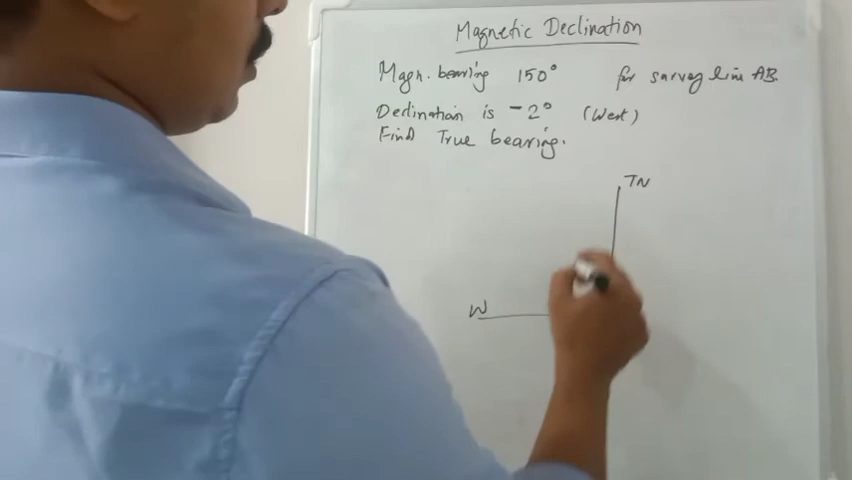 Magnetic Declination
Magn. bearing 150° for survey line AB.
Declination is -2° (West)
Find True bearing.
TN
W